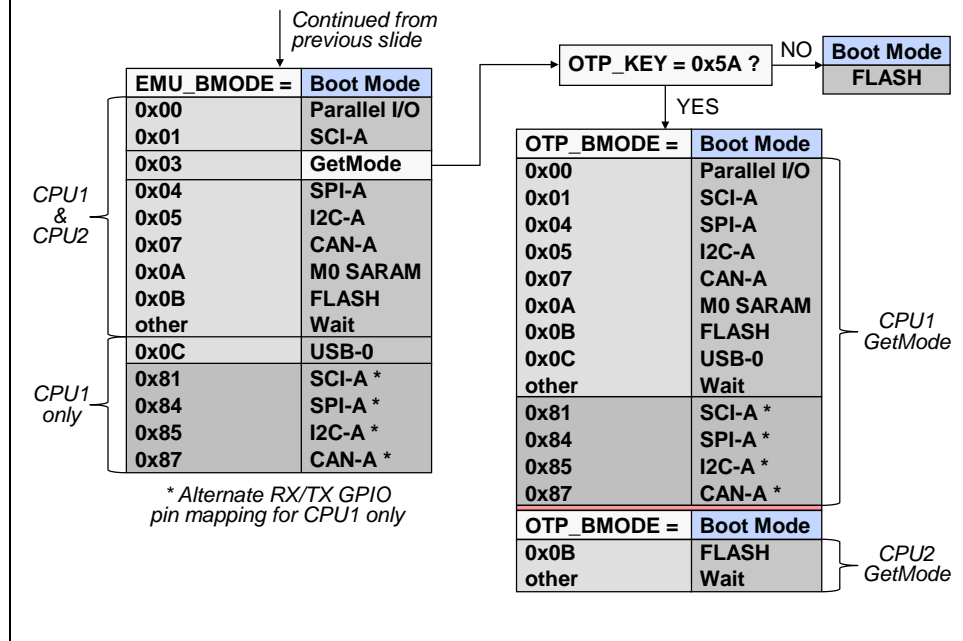 Continued from
previous slide
EMU_BMODE = Boot Mode
0x00 Parallel I/O
0x01 SCI-A
0x03 GetMode
0x04 SPI-A
0x05 I2C-A
0x07 CAN-A
0x0A M0 SARAM
0x0B FLASH
other Wait
0x0C USB-0
0x81 SCI-A *
0x84 SPI-A *
0x85 I2C-A *
0x87 CAN-A *
CPU1
&
CPU2
CPU1
only
* Alternate RX/TX GPIO
pin mapping for CPU1 only
OTP_KEY = 0x5A ?
NO
Boot Mode
FLASH
YES
OTP_BMODE = Boot Mode
0x00 Parallel I/O
0x01 SCI-A
0x04 SPI-A
0x05 I2C-A
0x07 CAN-A
0x0A M0 SARAM
0x0B FLASH
0x0C USB-0
other Wait
0x81 SCI-A *
0x84 SPI-A *
0x85 I2C-A *
0x87 CAN-A *
CPU1
GetMode
OTP_BMODE = Boot Mode
0x0B FLASH
other Wait
CPU2
GetMode